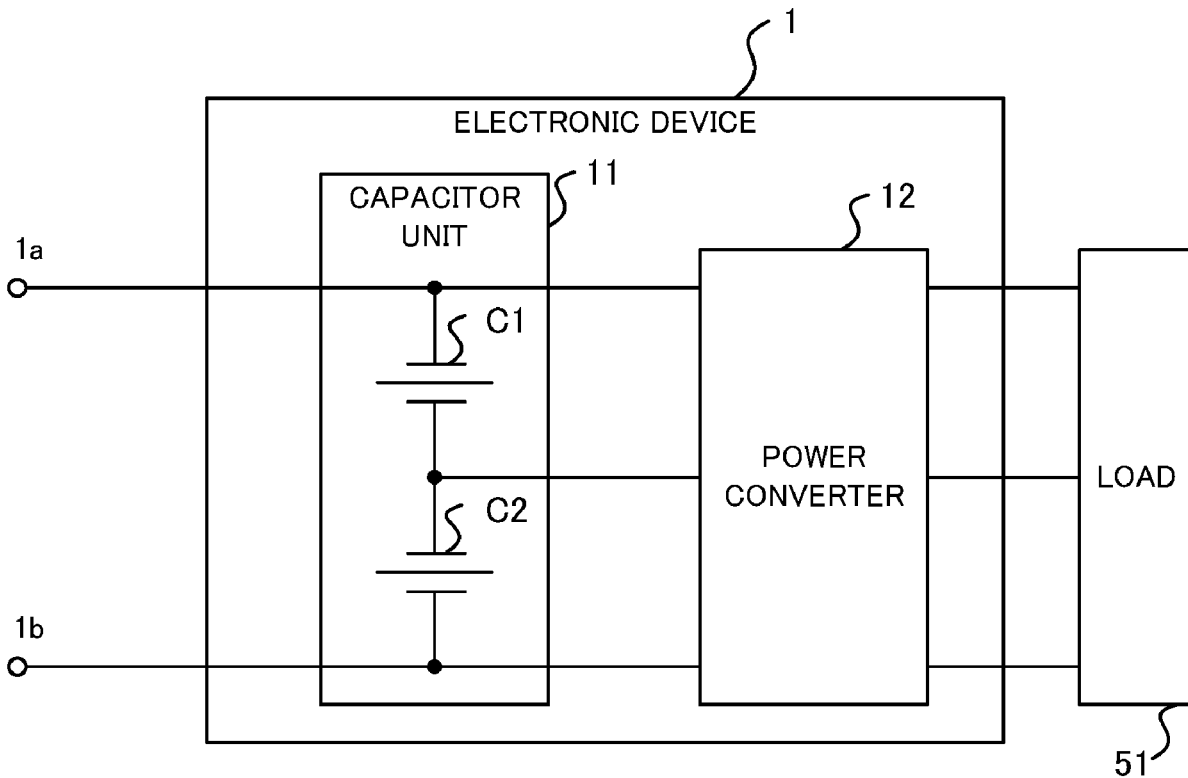 1
ELECTRONIC DEVICE
11
CAPACITOR
UNIT
12
1a
C1
POWER
CONVERTER
LOAD
C2
1b
51